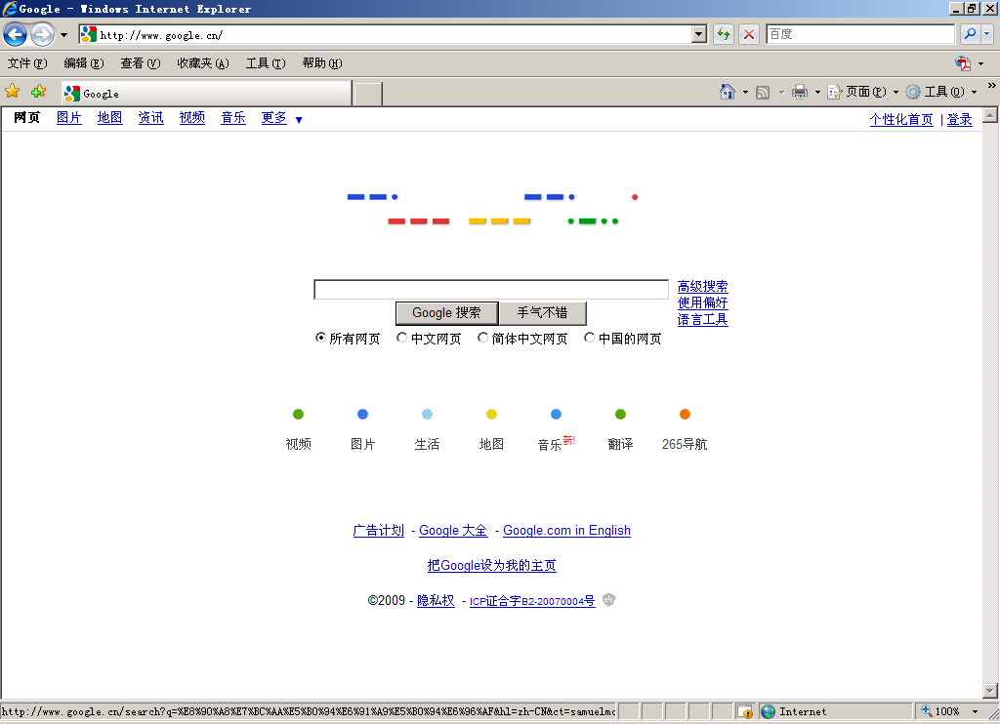 Google - Windows Internet Explorer
http://www.google.cn/
百度
文件(F) 编辑(E) 查看(V) 收藏夹(A) 工具(T) 帮助(H)
Google
页面(P) 工具(O) »
网页 图片 地图 资讯 视频 音乐 更多 ▼
个性化首页 | 登录
高级搜索
使用偏好
语言工具
Google 搜索 手气不错
所有网页 中文网页 简体中文网页 中国的网页
视频 图片 生活 地图 音乐新! 翻译 265导航
广告计划 - Google 大全 - Google.com in English
把Google设为我的主页
©2009 - 隐私权 - ICP证合字B2-20070004号
http://www.google.cn/search?q=%E8%90%A8%E7%BC%AA%E5%B0%94%E6%91%A9%E5%B0%94%E6%96%AF&hl=zh-CN&ct=samuelmo
Internet
100%